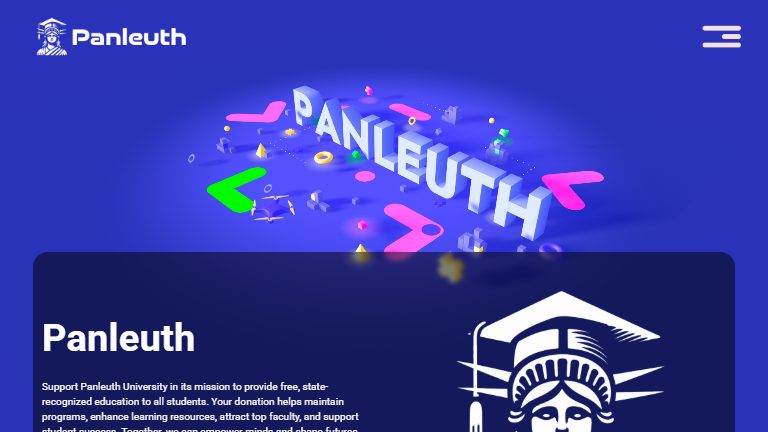 Panleuth
PANLEUTH
Panleuth
Support Panleuth University in its mission to provide free, state-
recognized education to all students. Your donation helps maintain
programs, enhance learning resources, attract top faculty, and support
student success. Together, we can empower minds and shape futures